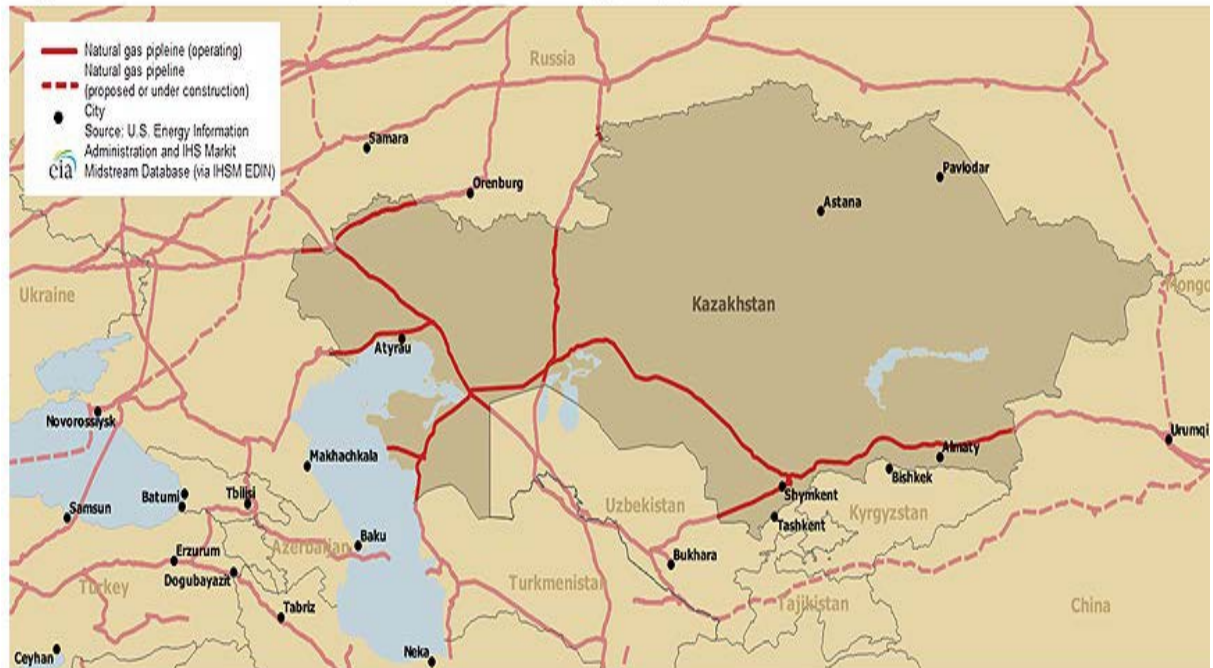 Natural gas pipleine (operating)
Natural gas pipeline
(proposed or under construction)
City
Source: U.S. Energy Information
Administration and IHS Markit
Midstream Database (via IHSM EDIN)
eia
Russia
Samara
Orenburg
Pavlodar
Astana
Ukraine
Mongo
Kazakhstan
Atyrau
Novorossiysk
Urumqi
Makhachkala
Almaty
Bishkek
Batumi
Tbilisi
Shymkent
Samsun
Uzbekistan
Kyrgyzstan
Tashkent
Baku
Azerbaijan
Erzurum
Bukhara
Dogubayazit
Turkey
Turkmenistan
Tajikistan
China
Tabriz
Ceyhan
Neka